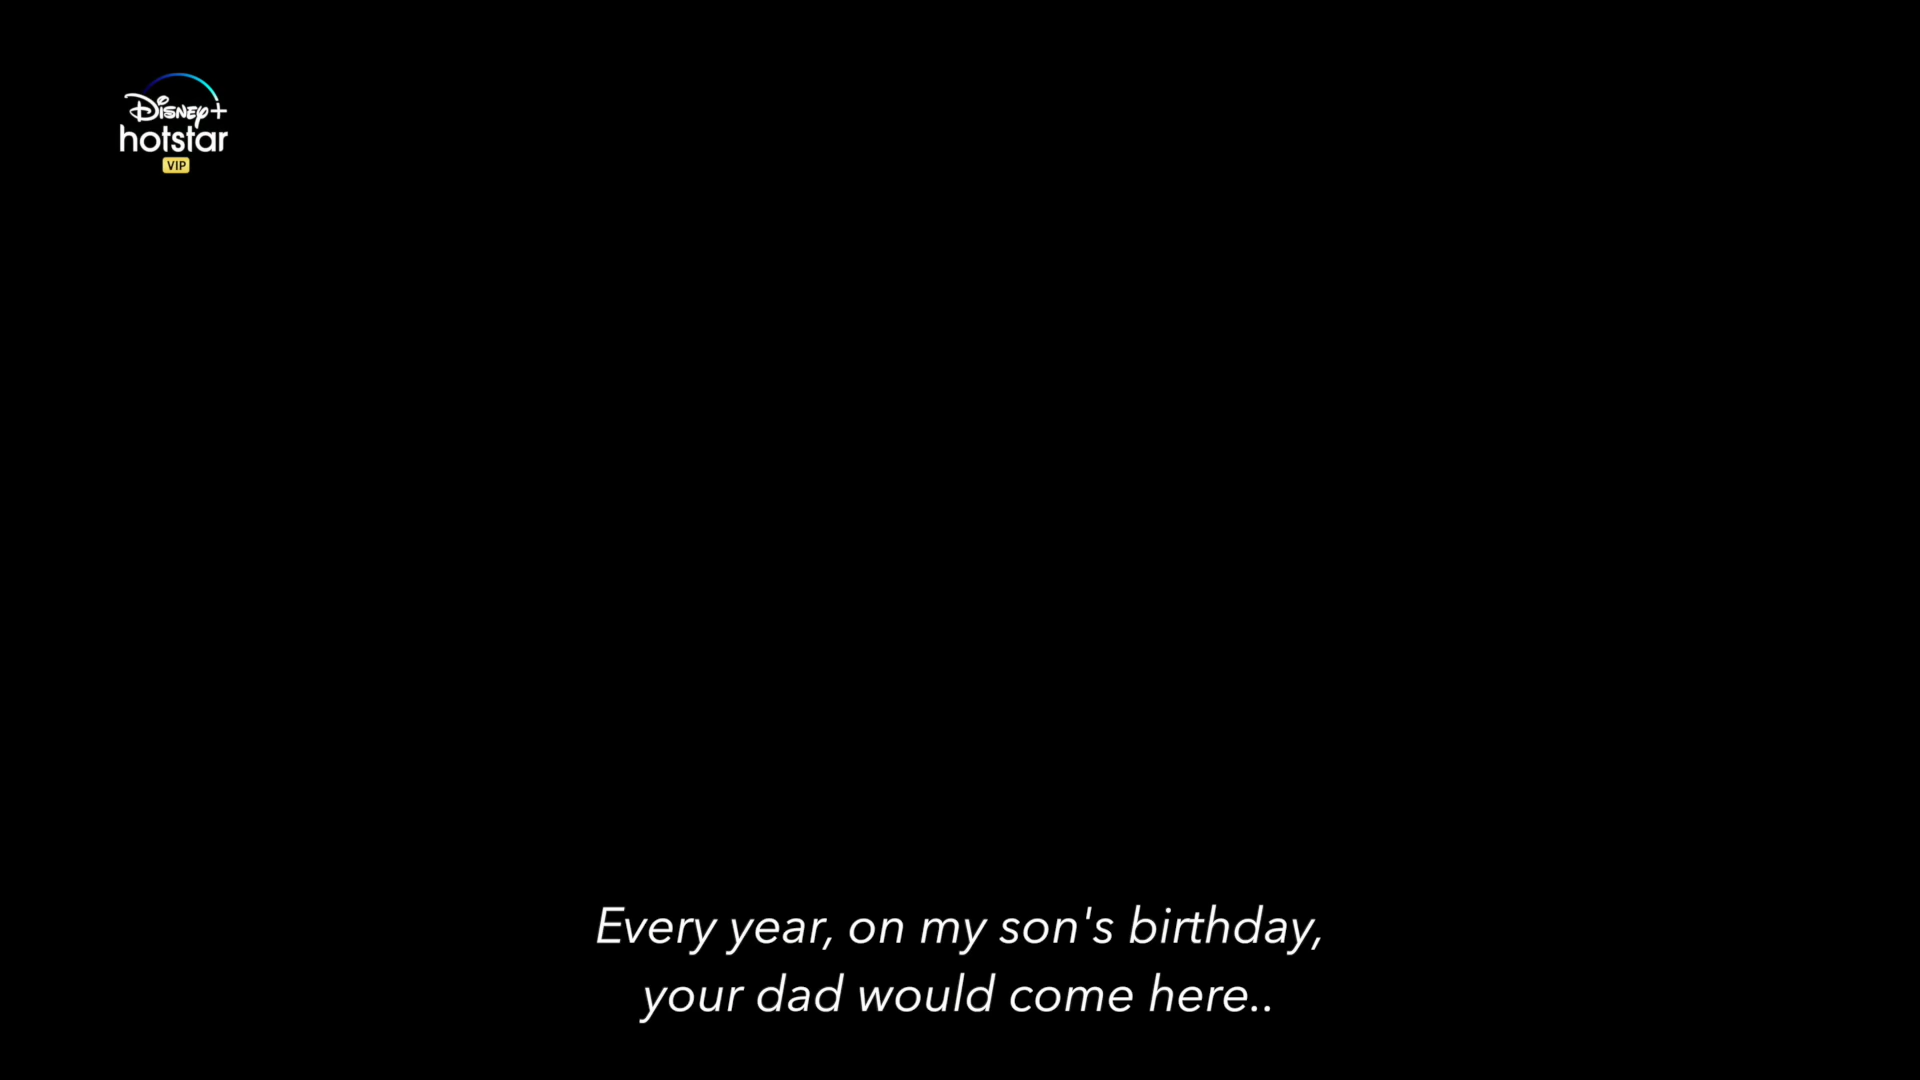 Disney+
hotstar
VIP
Every year, on my son's birthday,
your dad would come here..